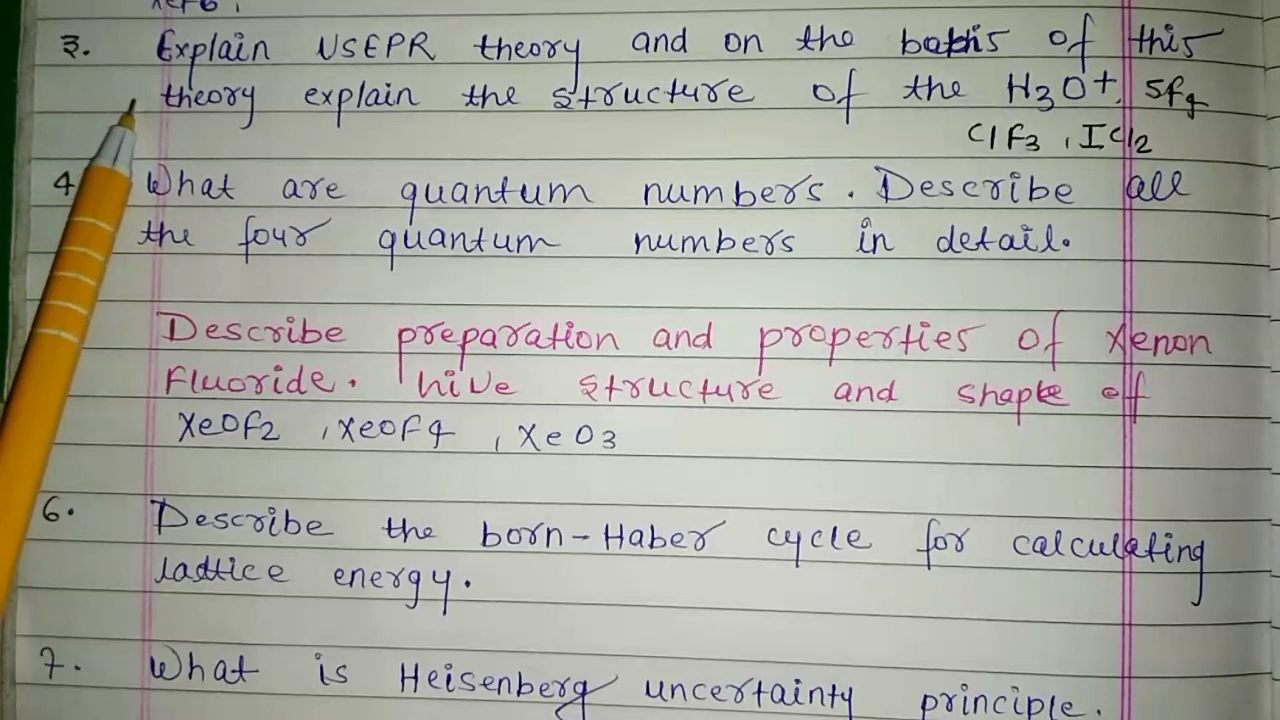 ३. Explain VSEPR theory and on the basis of this
theory explain the structure of the H3O+, SF4
ClF3, ICl2
4 What are quantum numbers. Describe all
the four quantum numbers in detail.
Describe preparation and properties of Xenon
Fluoride. Give structure and shape of
XeOF2, XeOF4, XeO3
6. Describe the born-Haber cycle for calculating
lattice energy.
7. What is Heisenberg uncertainty principle.